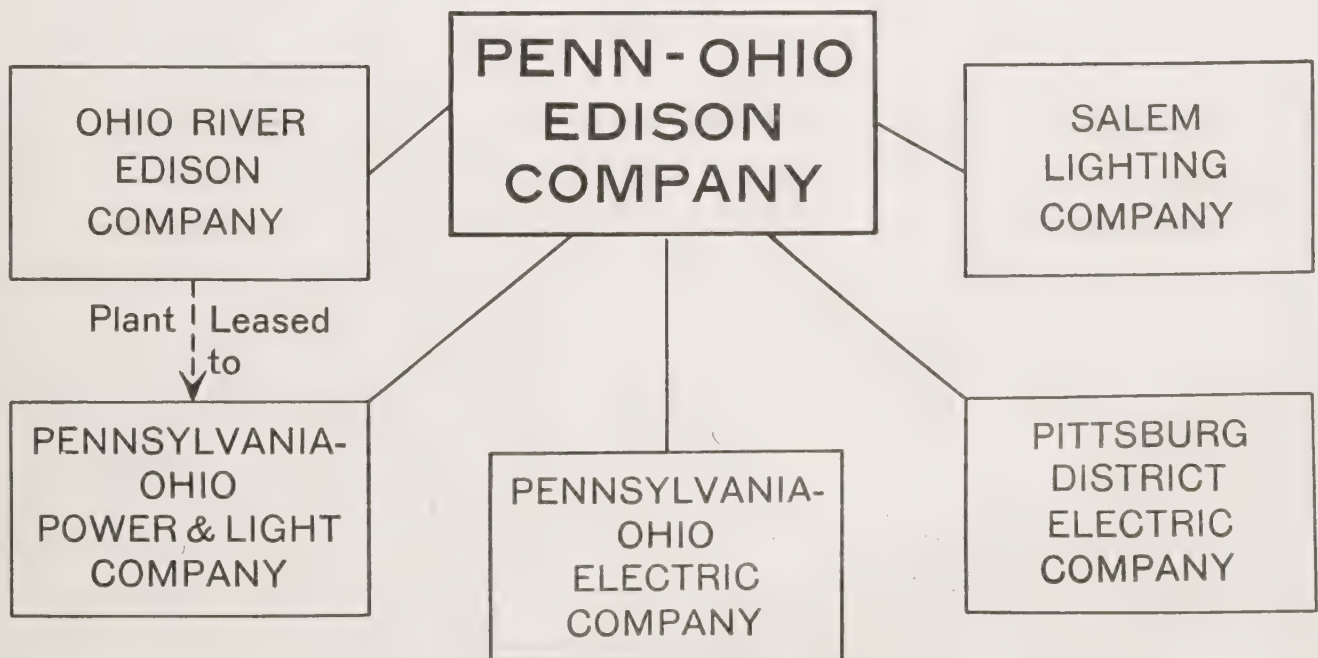 PENN-OHIO
EDISON
COMPANY
OHIO RIVER
EDISON
COMPANY
SALEM
LIGHTING
COMPANY
Plant Leased
to
PENNSYLVANIA-
OHIO
POWER & LIGHT
COMPANY
PENNSYLVANIA-
OHIO
ELECTRIC
COMPANY
PITTSBURG
DISTRICT
ELECTRIC
COMPANY